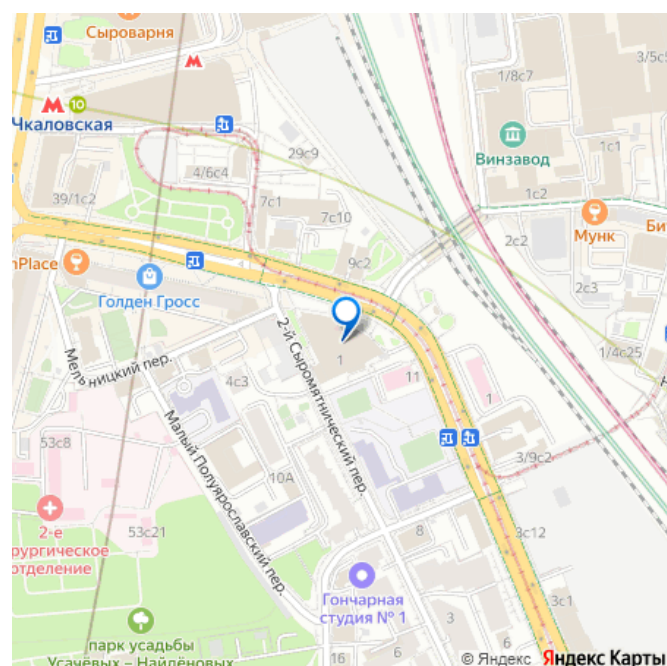 Сыроварня
1/8с7
3/5с5
10
Чкаловская
Винзавод
1с1
29с9
4/6с4
39/1с2
7с1
7с10
1с2
Мунк
Бит
2с2
9с2
nPlace
Голден Гросс
2с3
Мельницкий пер.
2-й Сыромятнический пер.
1
4с3
11
1
1/4с25
Малый Полуярославский пер.
53с8
10А
3/9с2
2-е
рургическое
отделение
53с21
8
3с12
Гончарная
студия № 1
3
3с1
парк усадьбы
Усачёвых – Найдёновых
16
4
6
© Яндекс Яндекс Карты